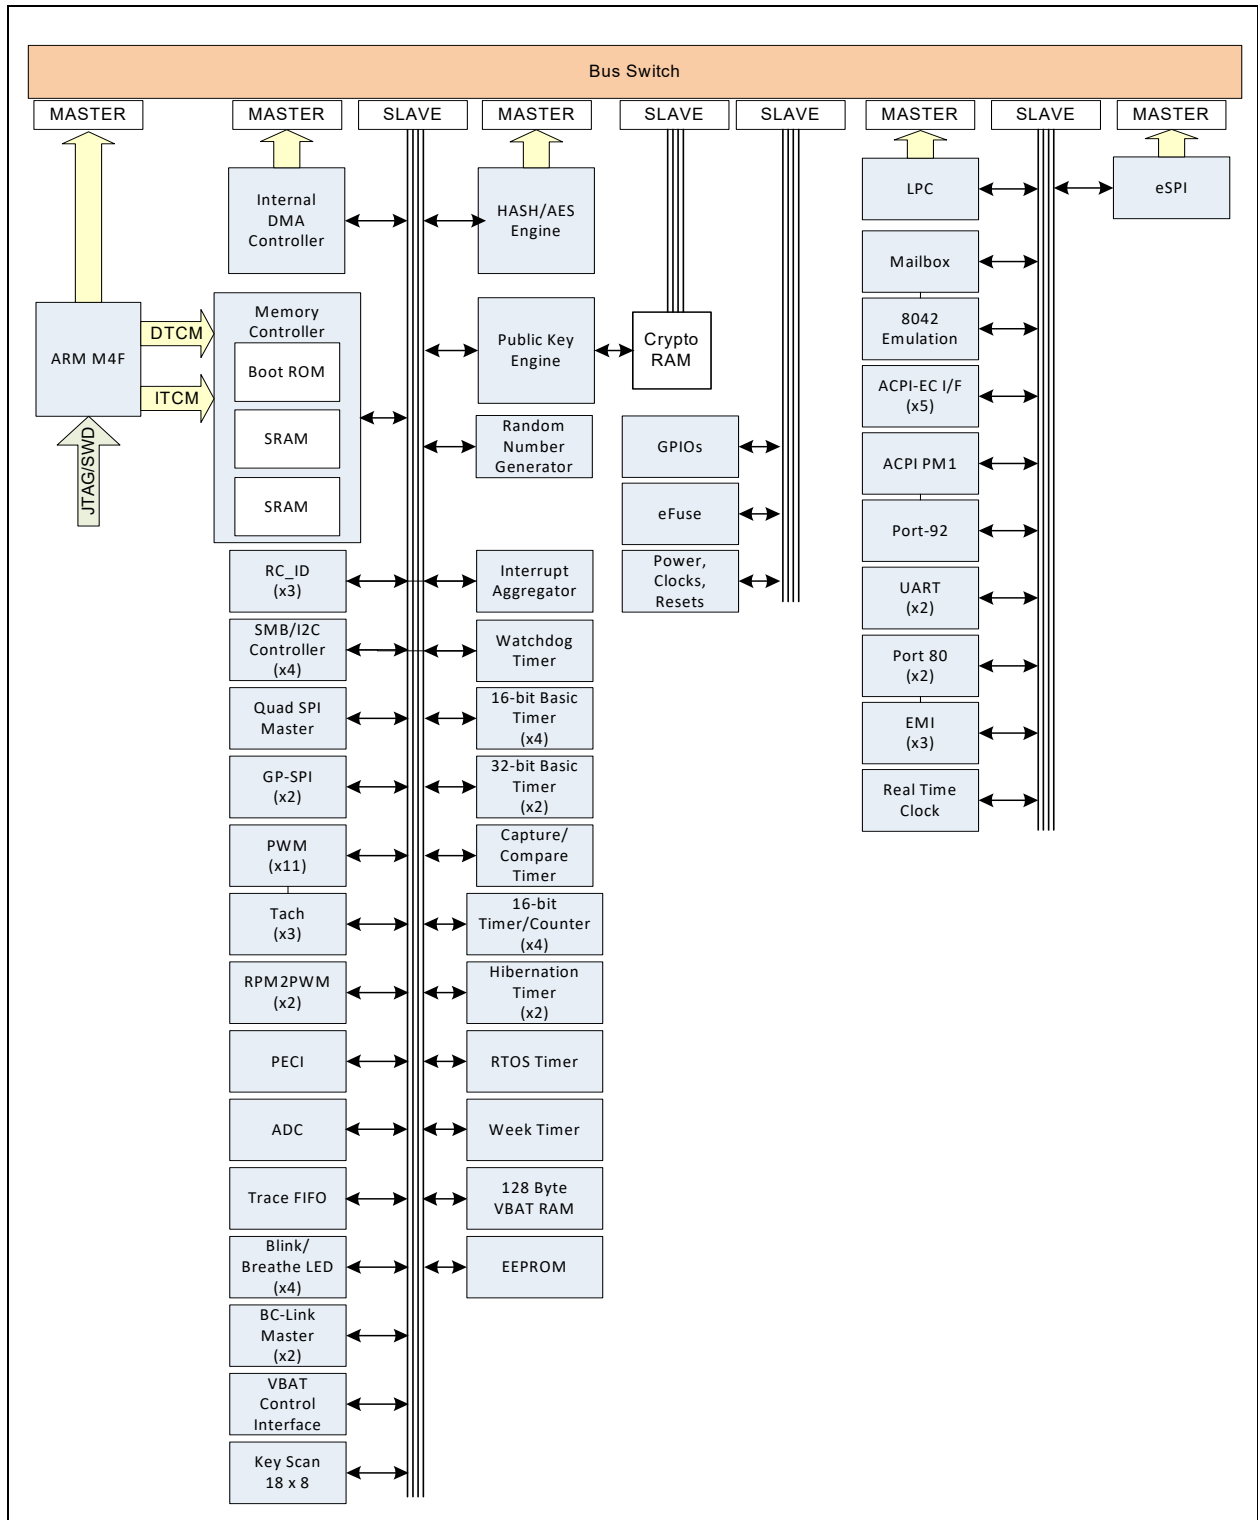 Bus Switch
MASTER
MASTER
SLAVE
MASTER
SLAVE
SLAVE
MASTER
SLAVE
MASTER
ARM M4F
JTAG/SWD
DTCM
ITCM
Internal
DMA
Controller
Memory
Controller
Boot ROM
SRAM
SRAM
RC_ID
(x3)
SMB/I2C
Controller
(x4)
Quad SPI
Master
GP-SPI
(x2)
PWM
(x11)
Tach
(x3)
RPM2PWM
(x2)
PECI
ADC
Trace FIFO
Blink/
Breathe LED
(x4)
BC-Link
Master
(x2)
VBAT
Control
Interface
Key Scan
18 x 8
HASH/AES
Engine
Public Key
Engine
Random
Number
Generator
Interrupt
Aggregator
Watchdog
Timer
16-bit Basic
Timer
(x4)
32-bit Basic
Timer
(x2)
Capture/
Compare
Timer
16-bit
Timer/Counter
(x4)
Hibernation
Timer
(x2)
RTOS Timer
Week Timer
128 Byte
VBAT RAM
EEPROM
Crypto
RAM
GPIOs
eFuse
Power,
Clocks,
Resets
LPC
Mailbox
8042
Emulation
ACPI-EC I/F
(x5)
ACPI PM1
Port-92
UART
(x2)
Port 80
(x2)
EMI
(x3)
Real Time
Clock
eSPI